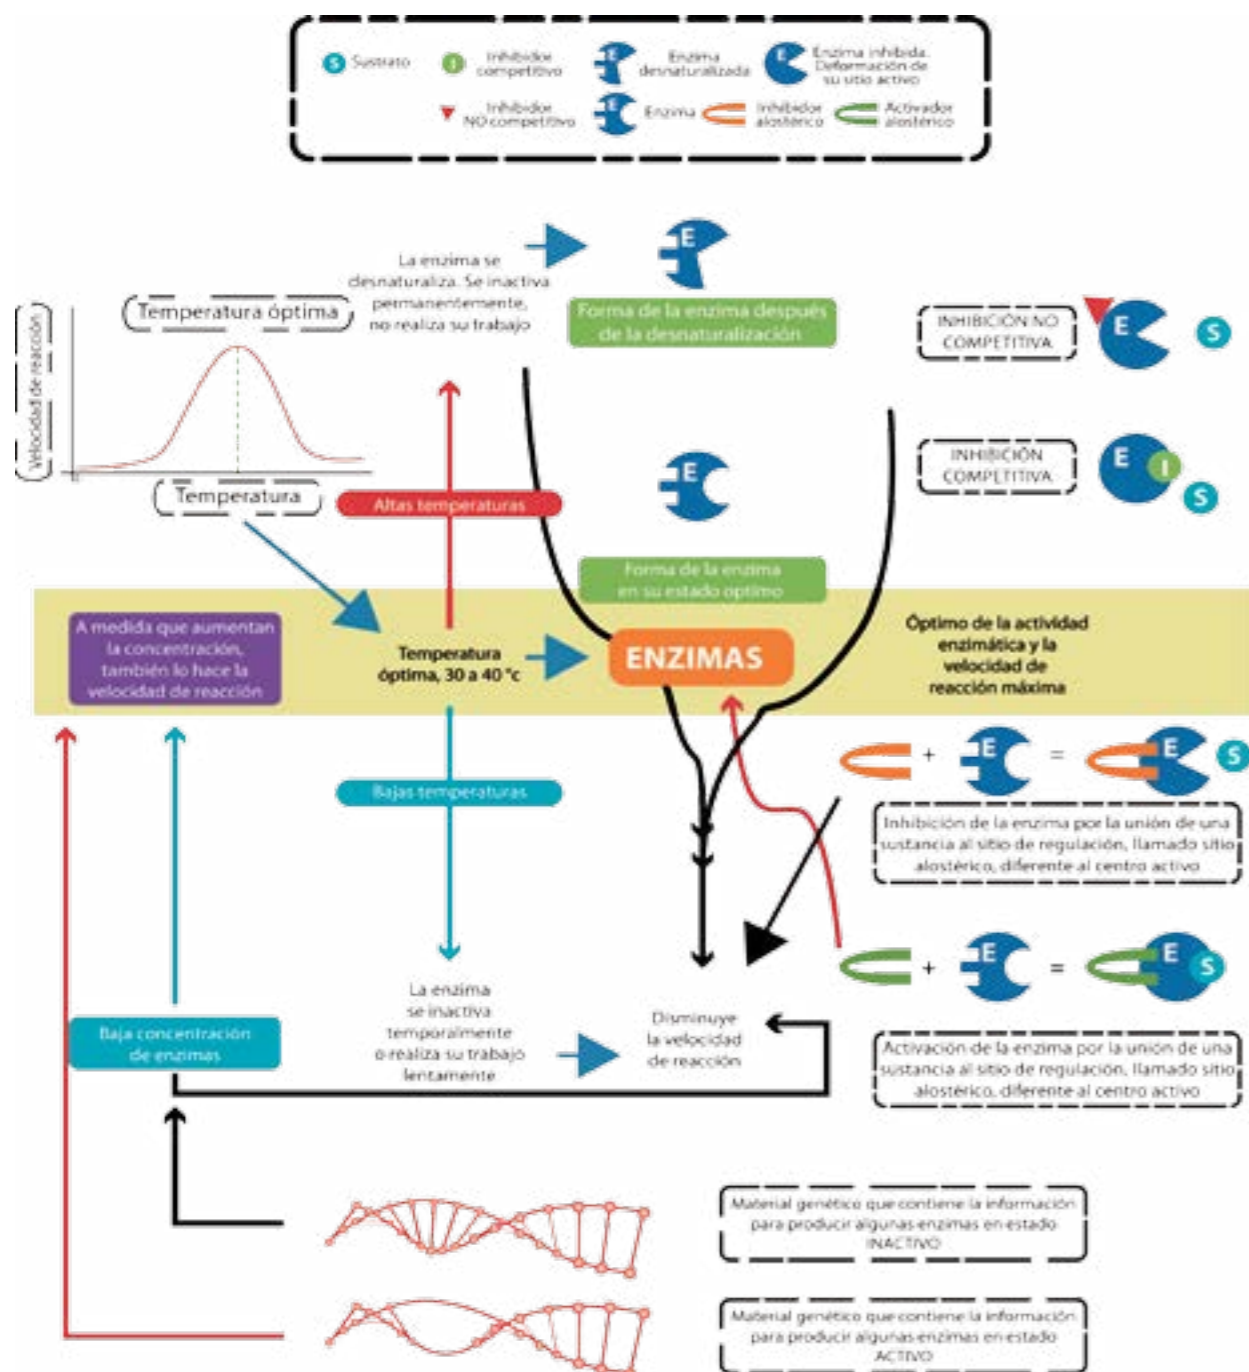 S Sustrato
I Inhibidor
competitivo
E Enzima
desnaturalizada
E Enzima inhibida.
Deformación de
su sitio activo
Inhibidor
NO competitivo
E Enzima
Inhibidor
alostérico
Activador
alostérico
La enzima se
desnaturaliza. Se inactiva
permanentemente,
no realiza su trabajo
E
Forma de la enzima después
de la desnaturalización
Velocidad de reacción
Temperatura óptima
Temperatura
INHIBICIÓN NO
COMPETITIVA
E
S
INHIBICIÓN
COMPETITIVA
E
I
S
Altas temperaturas
E
Forma de la enzima
en su estado optimo
A medida que aumentan
la concentración,
también lo hace la
velocidad de reacción
Temperatura
óptima, 30 a 40 °c
ENZIMAS
Óptimo de la actividad
enzimática y la
velocidad de
reacción máxima
Bajas temperaturas
+ E = E S
Inhibición de la enzima por la unión de una
sustancia al sitio de regulación, llamado sitio
alostérico, diferente al centro activo
+ E = E S
Activación de la enzima por la unión de una
sustancia al sitio de regulación, llamado sitio
alostérico, diferente al centro activo
Baja concentración
de enzimas
La enzima
se inactiva
temporalmente
o realiza su trabajo
lentamente
Disminuye
la velocidad
de reacción
Material genético que contiene la información
para producir algunas enzimas en estado
INACTIVO
Material genético que contiene la información
para producir algunas enzimas en estado
ACTIVO